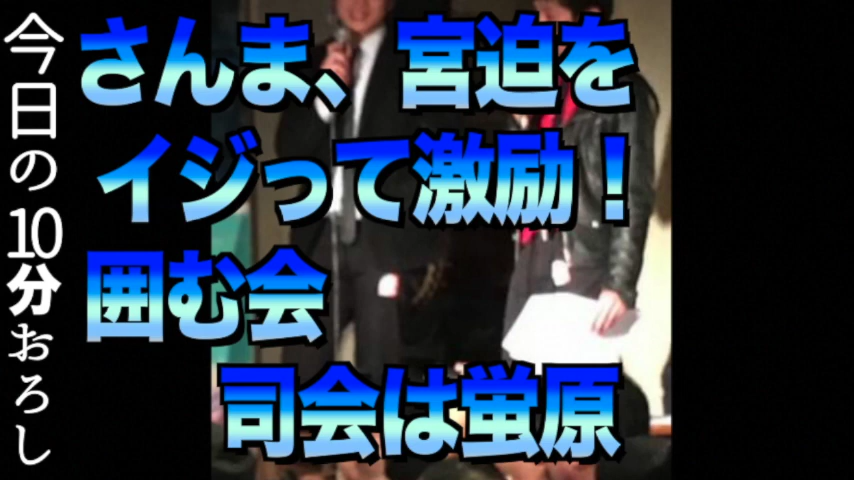 今日の10分おろし
さんま、宮迫を
イジって激励！
囲む会
司会は蛍原